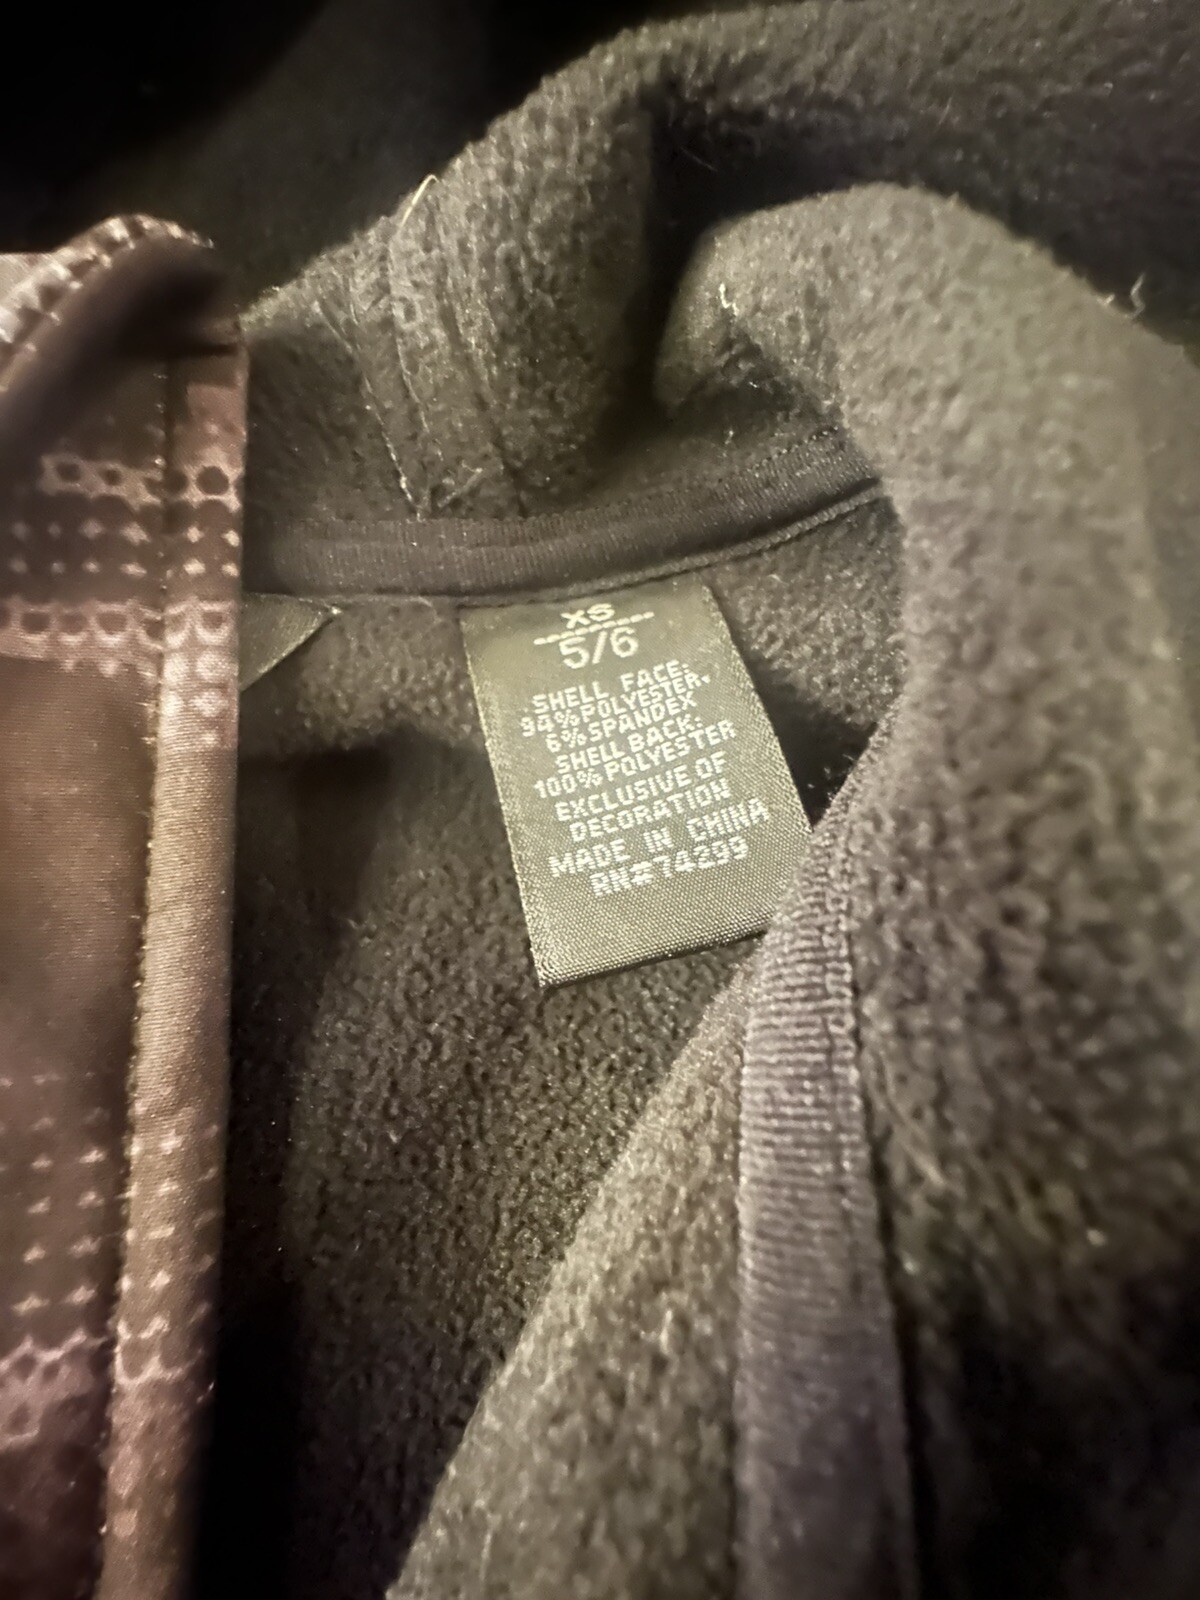 XS
5/6
SHELL FACE:
94% POLYESTER,
6% SPANDEX
SHELL BACK:
100% POLYESTER
EXCLUSIVE OF
DECORATION
MADE IN CHINA
RN#74299